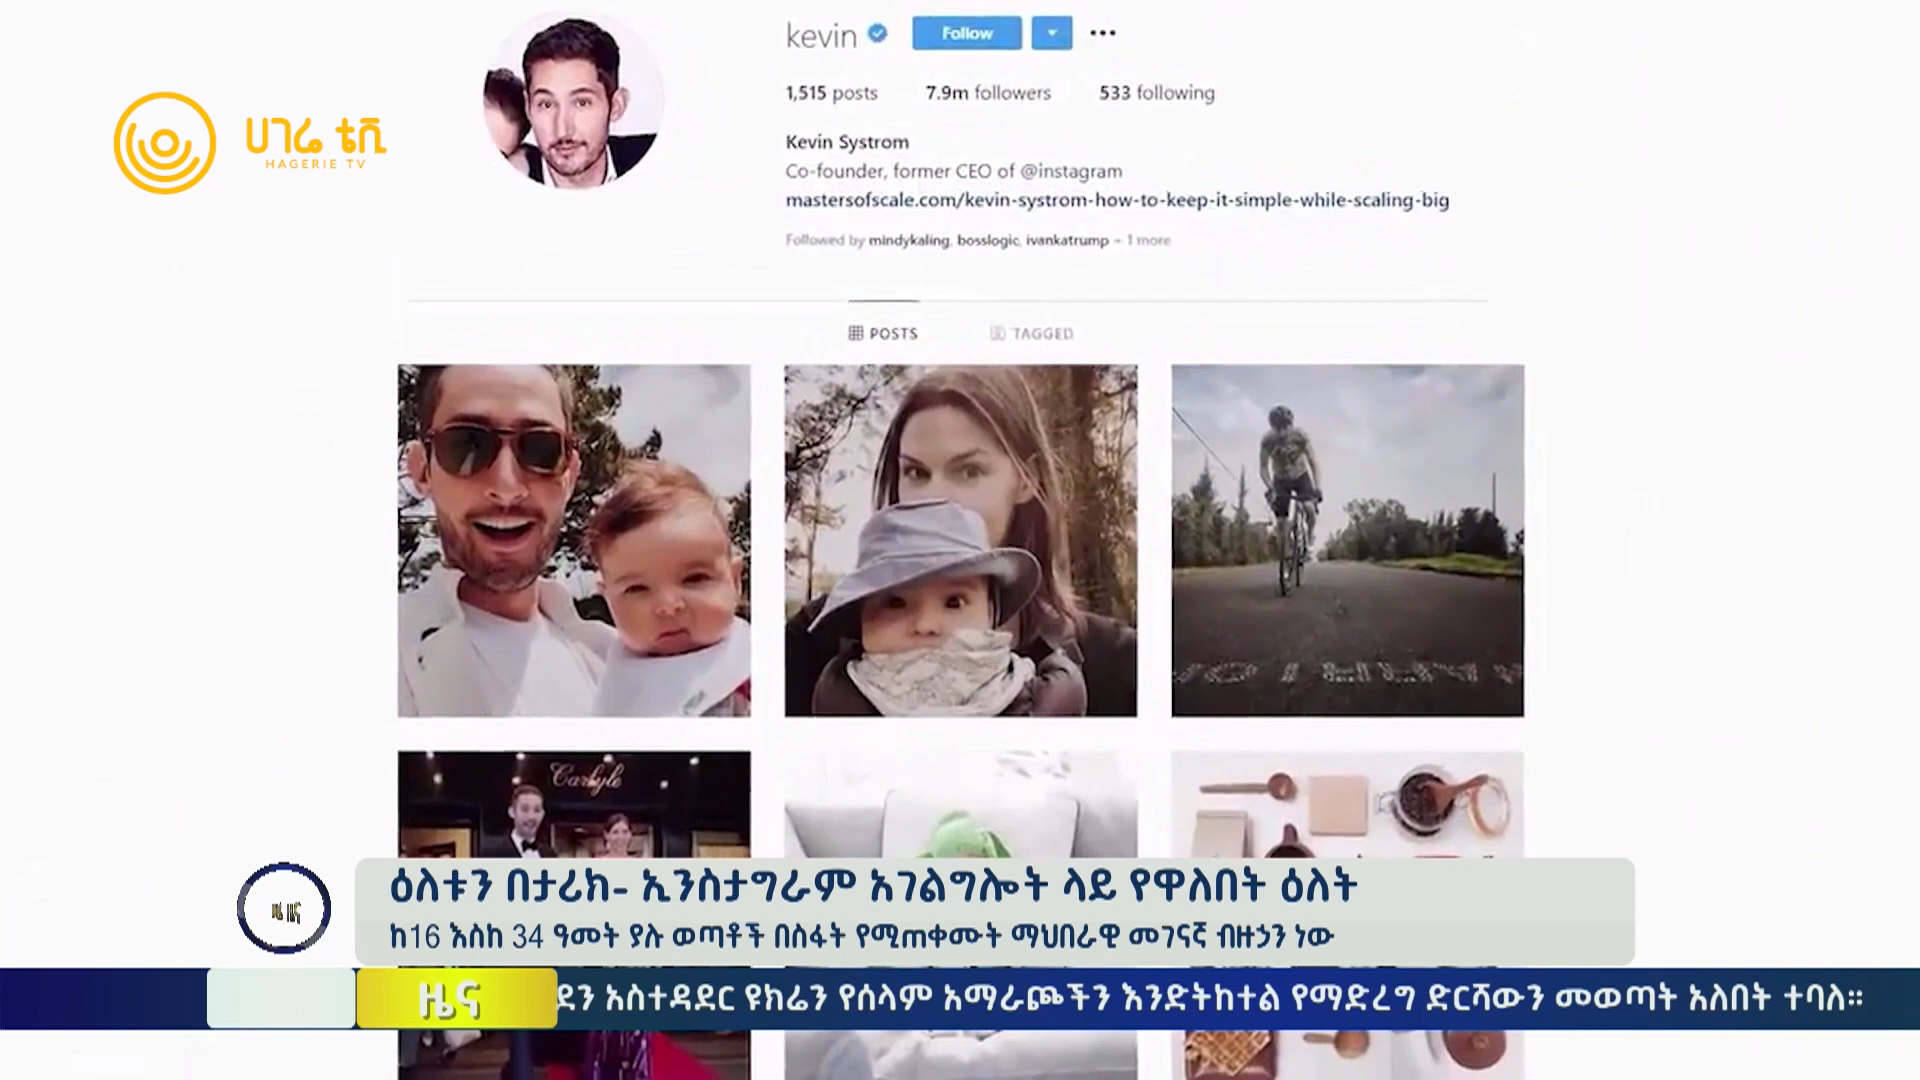 kevin Follow
1,515 posts 7.9m followers 533 following
ሀገሬ ቲቪ
HAGERIE TV
Kevin Systrom
Co-founder, former CEO of @instagram
mastersofscale.com/kevin-systrom-how-to-keep-it-simple-while-scaling-big
Followed by mindykaling, bosslogic, ivankatrump + 1 more
POSTS TAGGED
Carlyle
ዜና
ዕለቱን በታሪክ- ኢንስታግራም አገልግሎት ላይ የዋለበት ዕለት
ከ16 እስከ 34 ዓመት ያሉ ወጣቶች በስፋት የሚጠቀሙት ማህበራዊ መገናኛ ብዙኃን ነው
ዜና
ደን አስተዳደር ዩክሬን የሰላም አማራጮችን እንድትከተል የማድረግ ድርሻውን መወጣት አለበት ተባለ።